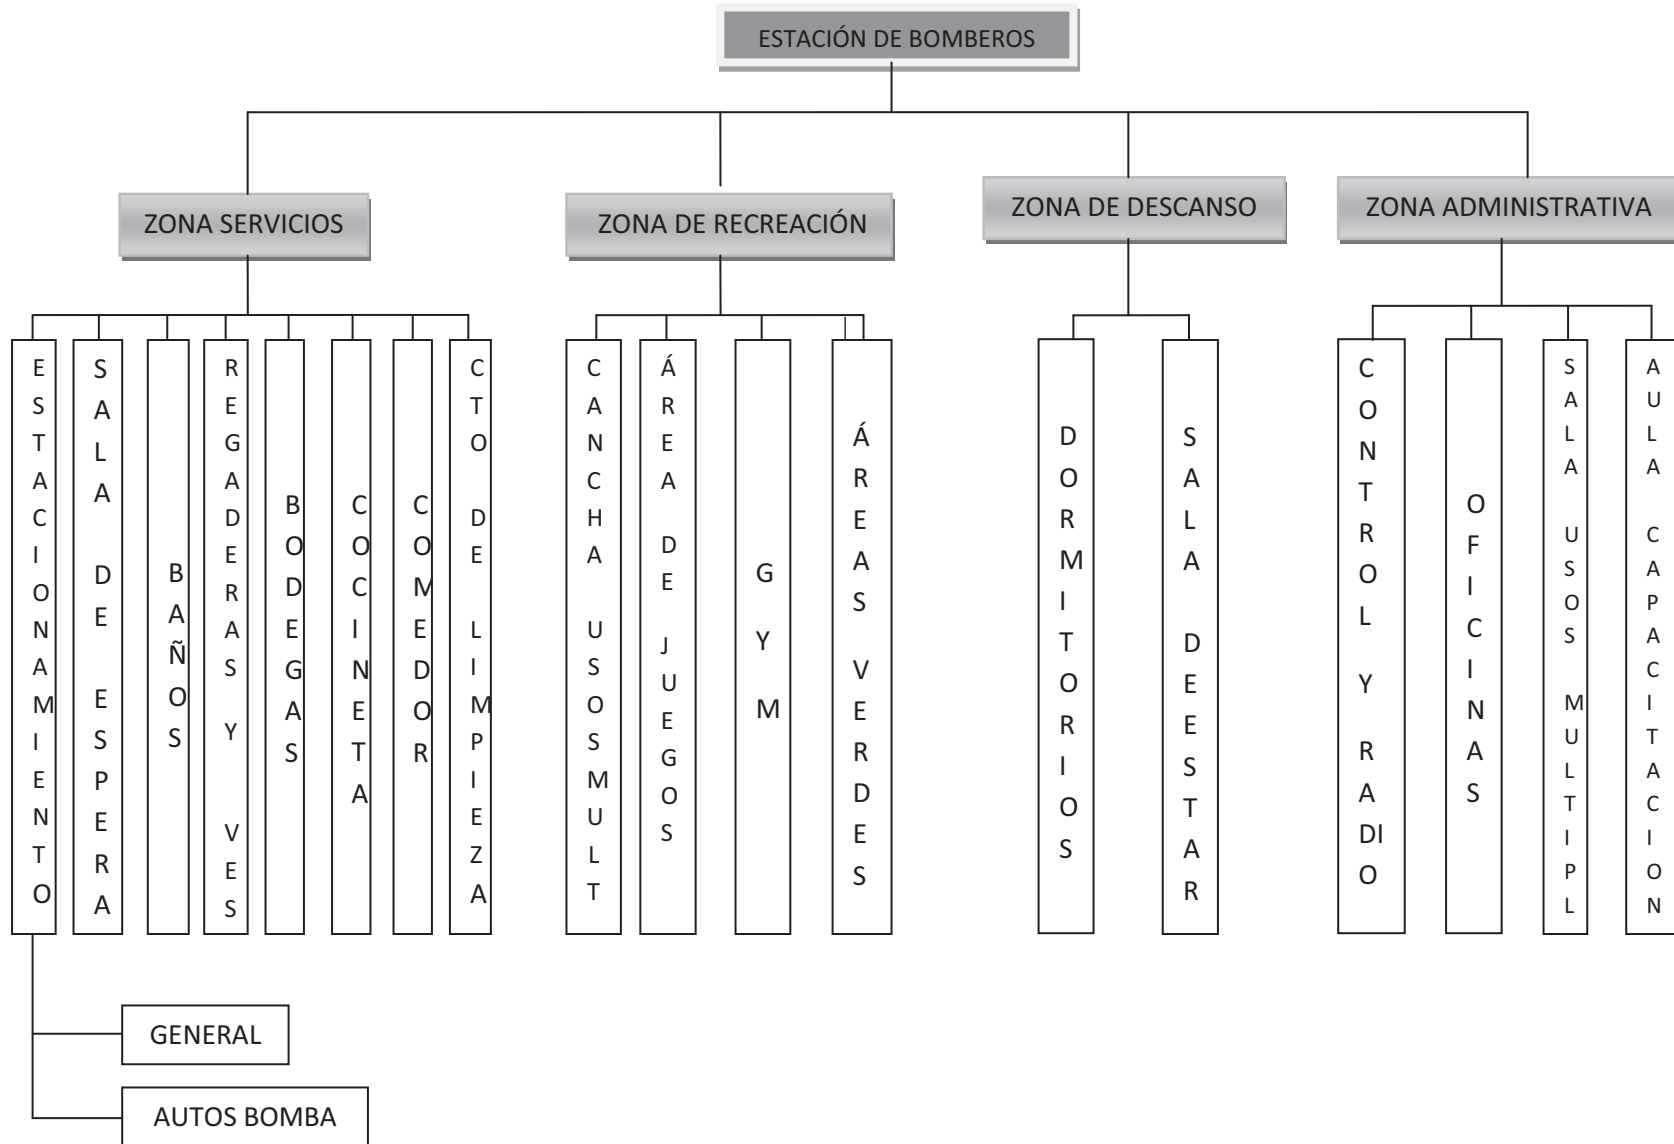 ESTACIÓN DE BOMBEROS
ZONA SERVICIOS
ZONA DE RECREACIÓN
ZONA DE DESCANSO
ZONA ADMINISTRATIVA
ESTACIONAMIENTO
SALA DE ESPERA
BAÑOS
REGADERAS Y VES
BODEGAS
COCINETA
COMEDOR
CTO DE LIMPIEZA
CANCHA USOSMULT
ÁREA DE JUEGOS
GYM
ÁREAS VERDES
DORMITORIOS
SALA DEESTAR
CONTROL Y RADIO
OFICINAS
SALA USOS MULTIPL
AULA CAPACITACION
GENERAL
AUTOS BOMBA